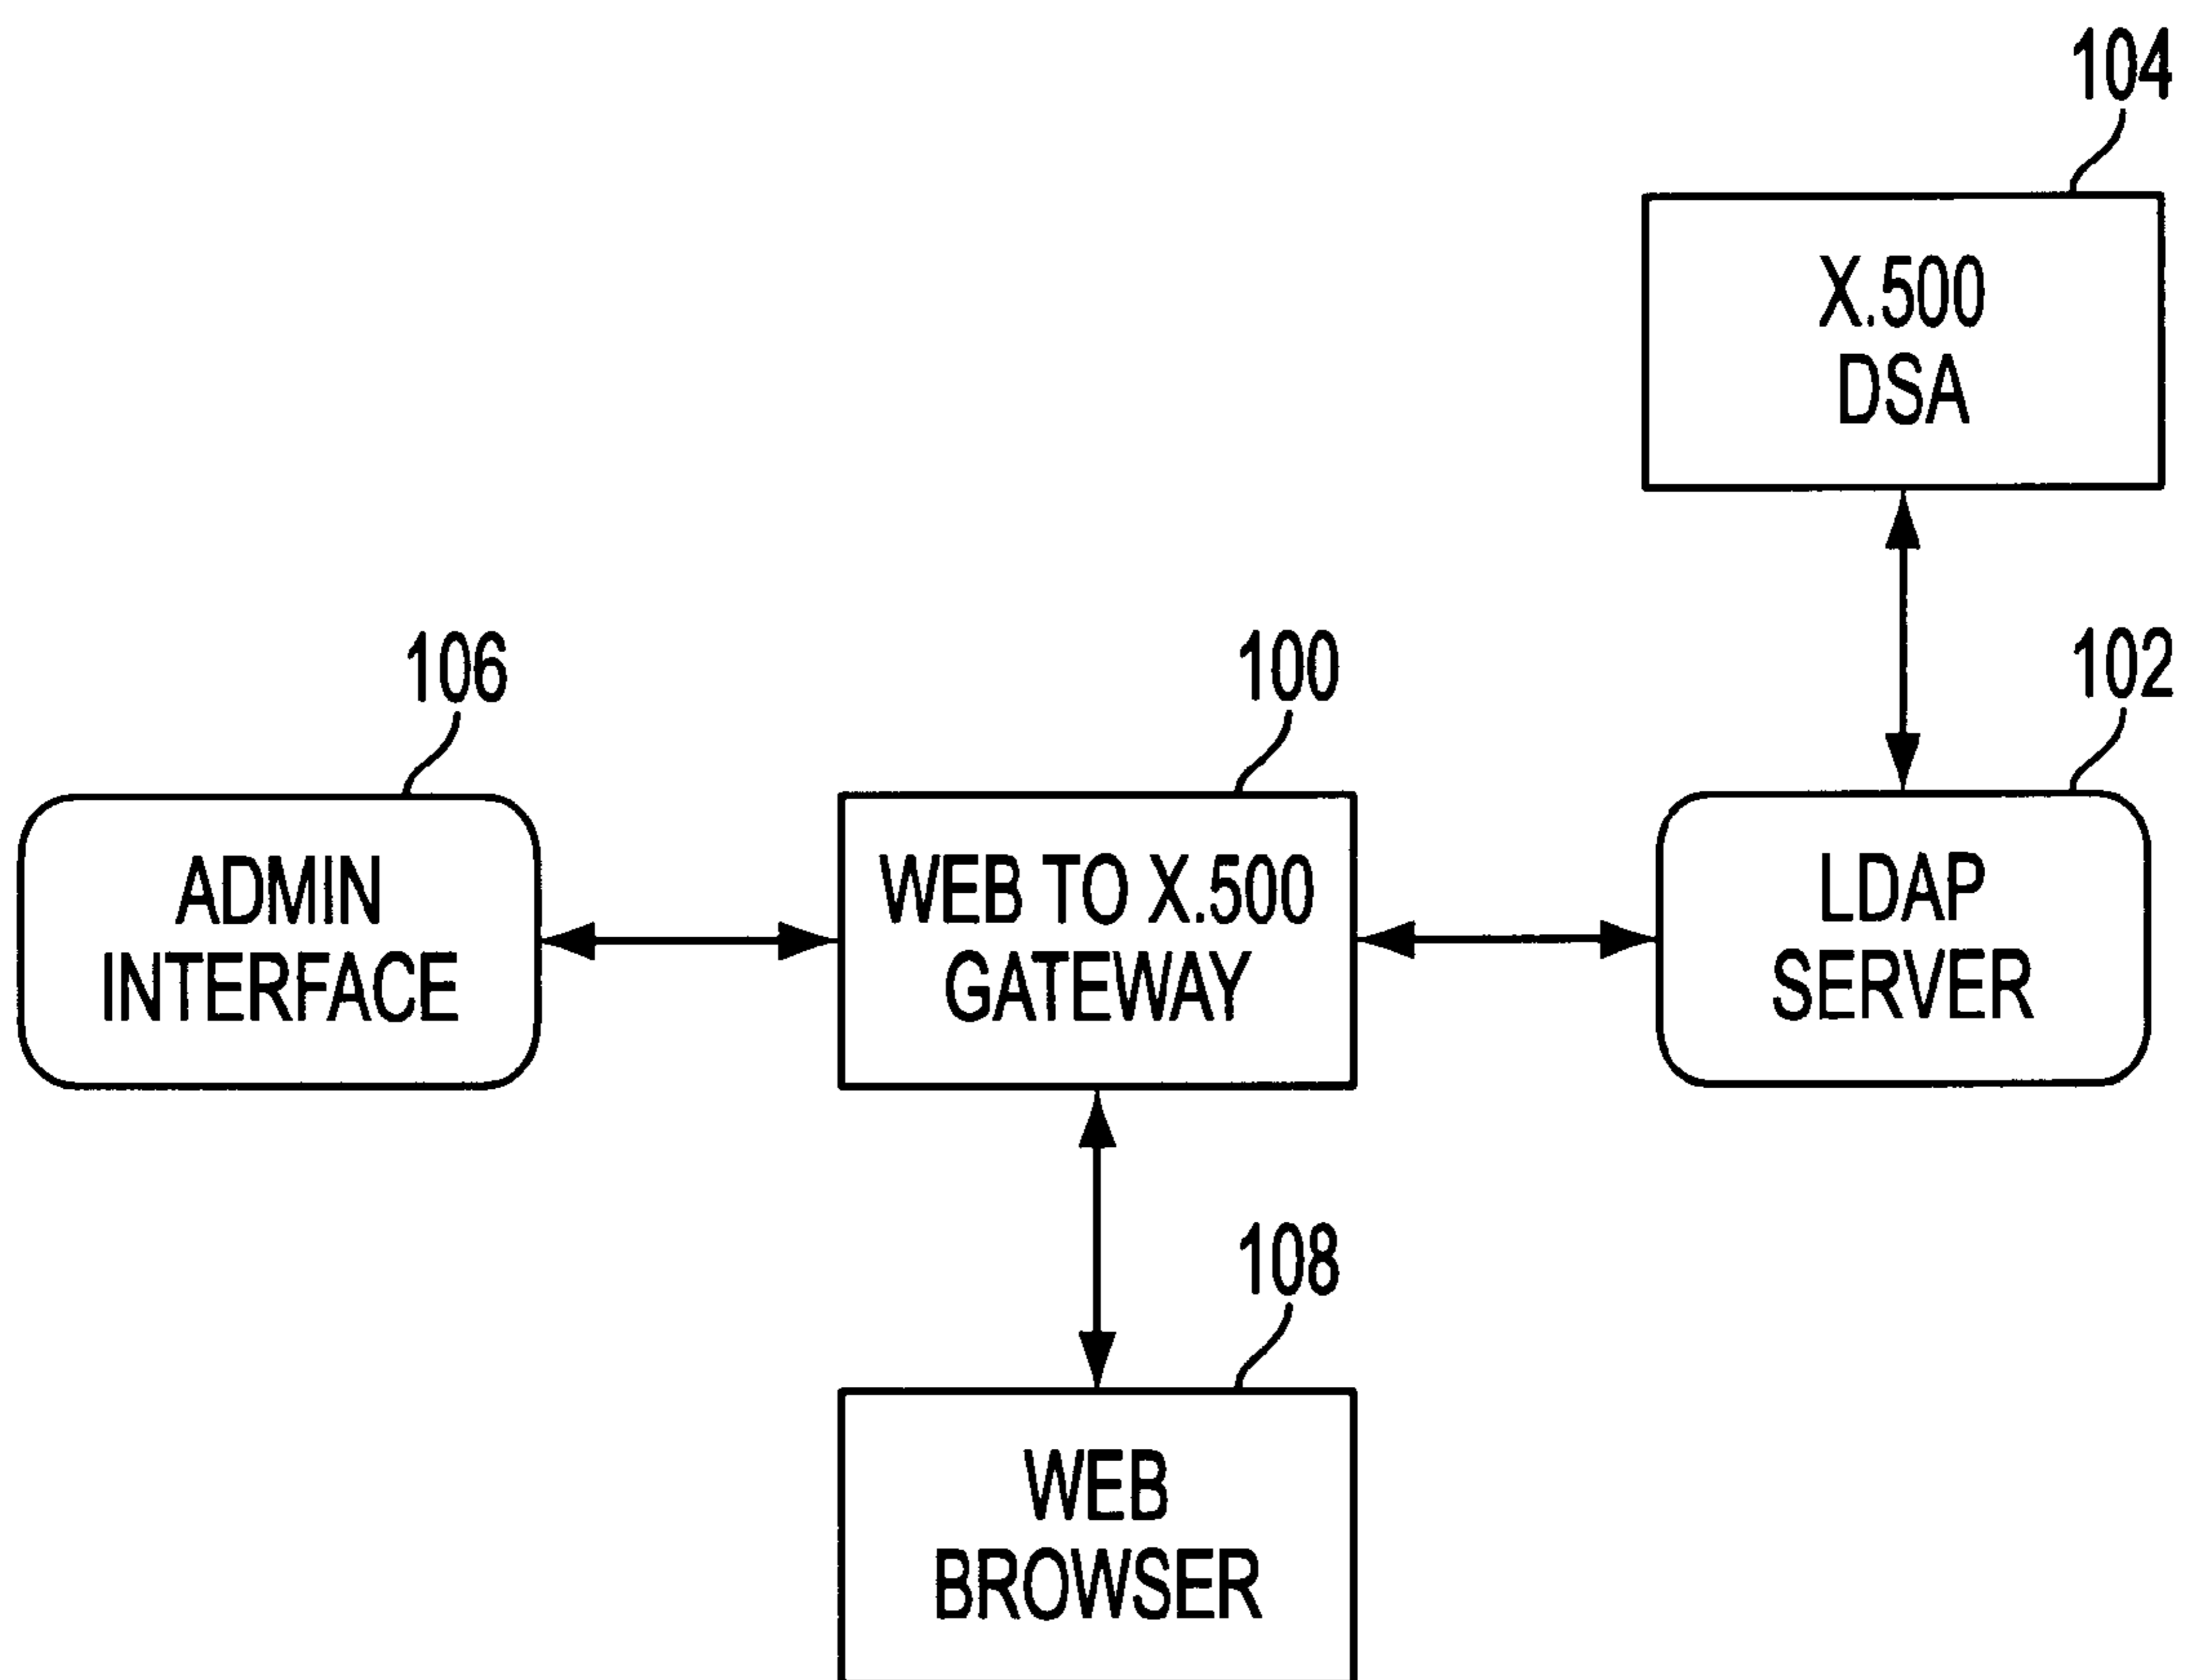 104
X.500
DSA
106
100
102
ADMIN
INTERFACE
WEB TO X.500
GATEWAY
LDAP
SERVER
108
WEB
BROWSER